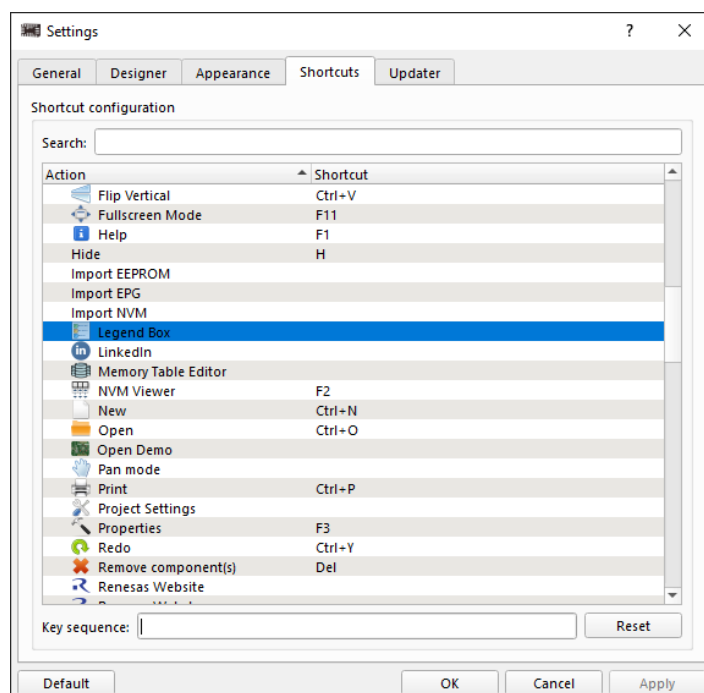 Settings
General Designer Appearance Shortcuts Updater
Shortcut configuration
Search:
Action Shortcut
Flip Vertical Ctrl+V
Fullscreen Mode F11
Help F1
Hide H
Import EEPROM
Import EPG
Import NVM
Legend Box
LinkedIn
Memory Table Editor
NVM Viewer F2
New Ctrl+N
Open Ctrl+O
Open Demo
Pan mode
Print Ctrl+P
Project Settings
Properties F3
Redo Ctrl+Y
Remove component(s) Del
Renesas Website
Key sequence: Reset
Default OK Cancel Apply